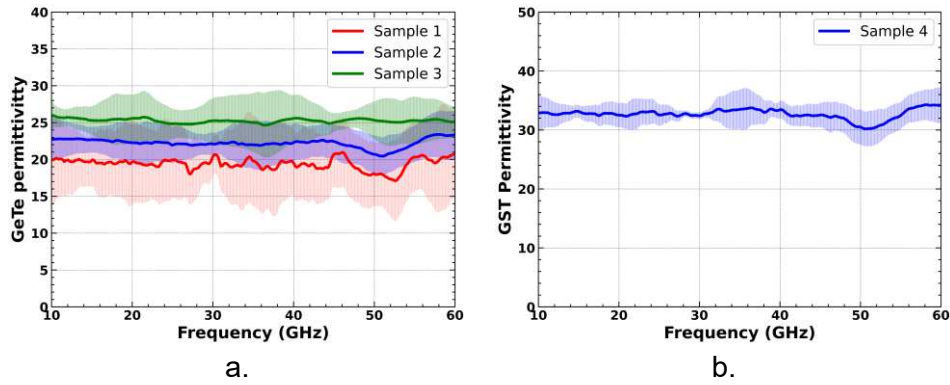 40
35
30
25
20
15
10
5
0
GeTe permittivitty
Sample 1
Sample 2
Sample 3
10 20 30 40 50 60
Frequency (GHz)
a.
50
40
30
20
10
0
GST Permittivity
Sample 4
10 20 30 40 50 60
Frequency (GHz)
b.